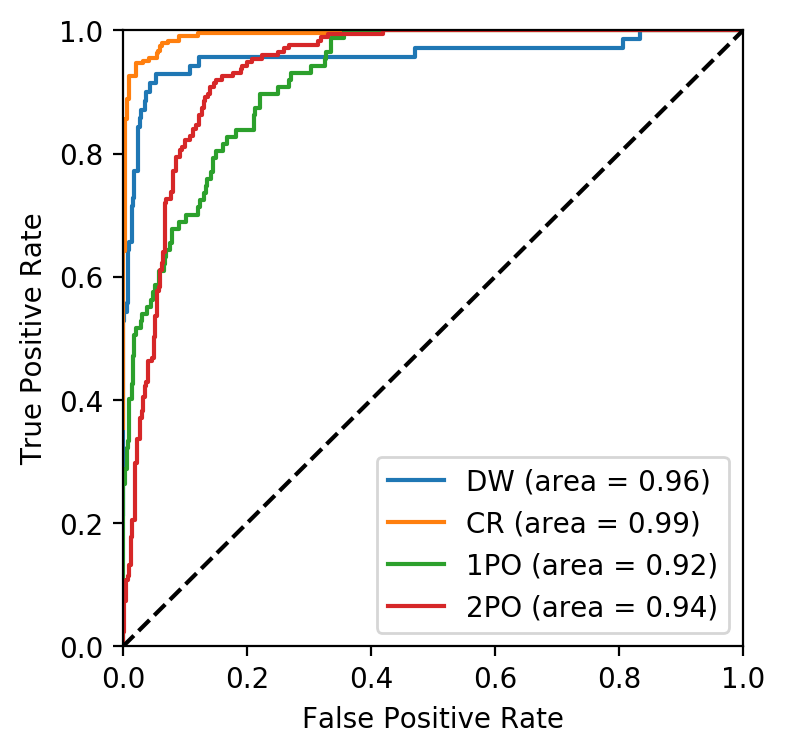 1.0
0.8
0.6
0.4
0.2
0.0
True Positive Rate
DW (area = 0.96)
CR (area = 0.99)
1PO (area = 0.92)
2PO (area = 0.94)
0.0 0.2 0.4 0.6 0.8 1.0
False Positive Rate